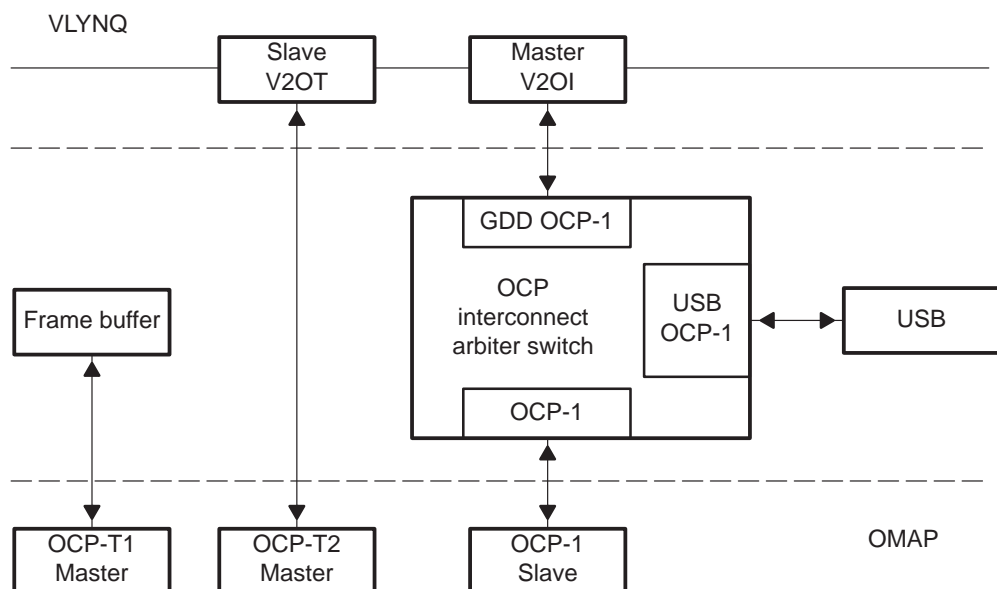 VLYNQ
Slave
V2OT
Master
V2OI
GDD OCP-1
OCP
interconnect
arbiter switch
USB
OCP-1
USB
Frame buffer
OCP-1
OCP-T1
Master
OCP-T2
Master
OCP-1
Slave
OMAP